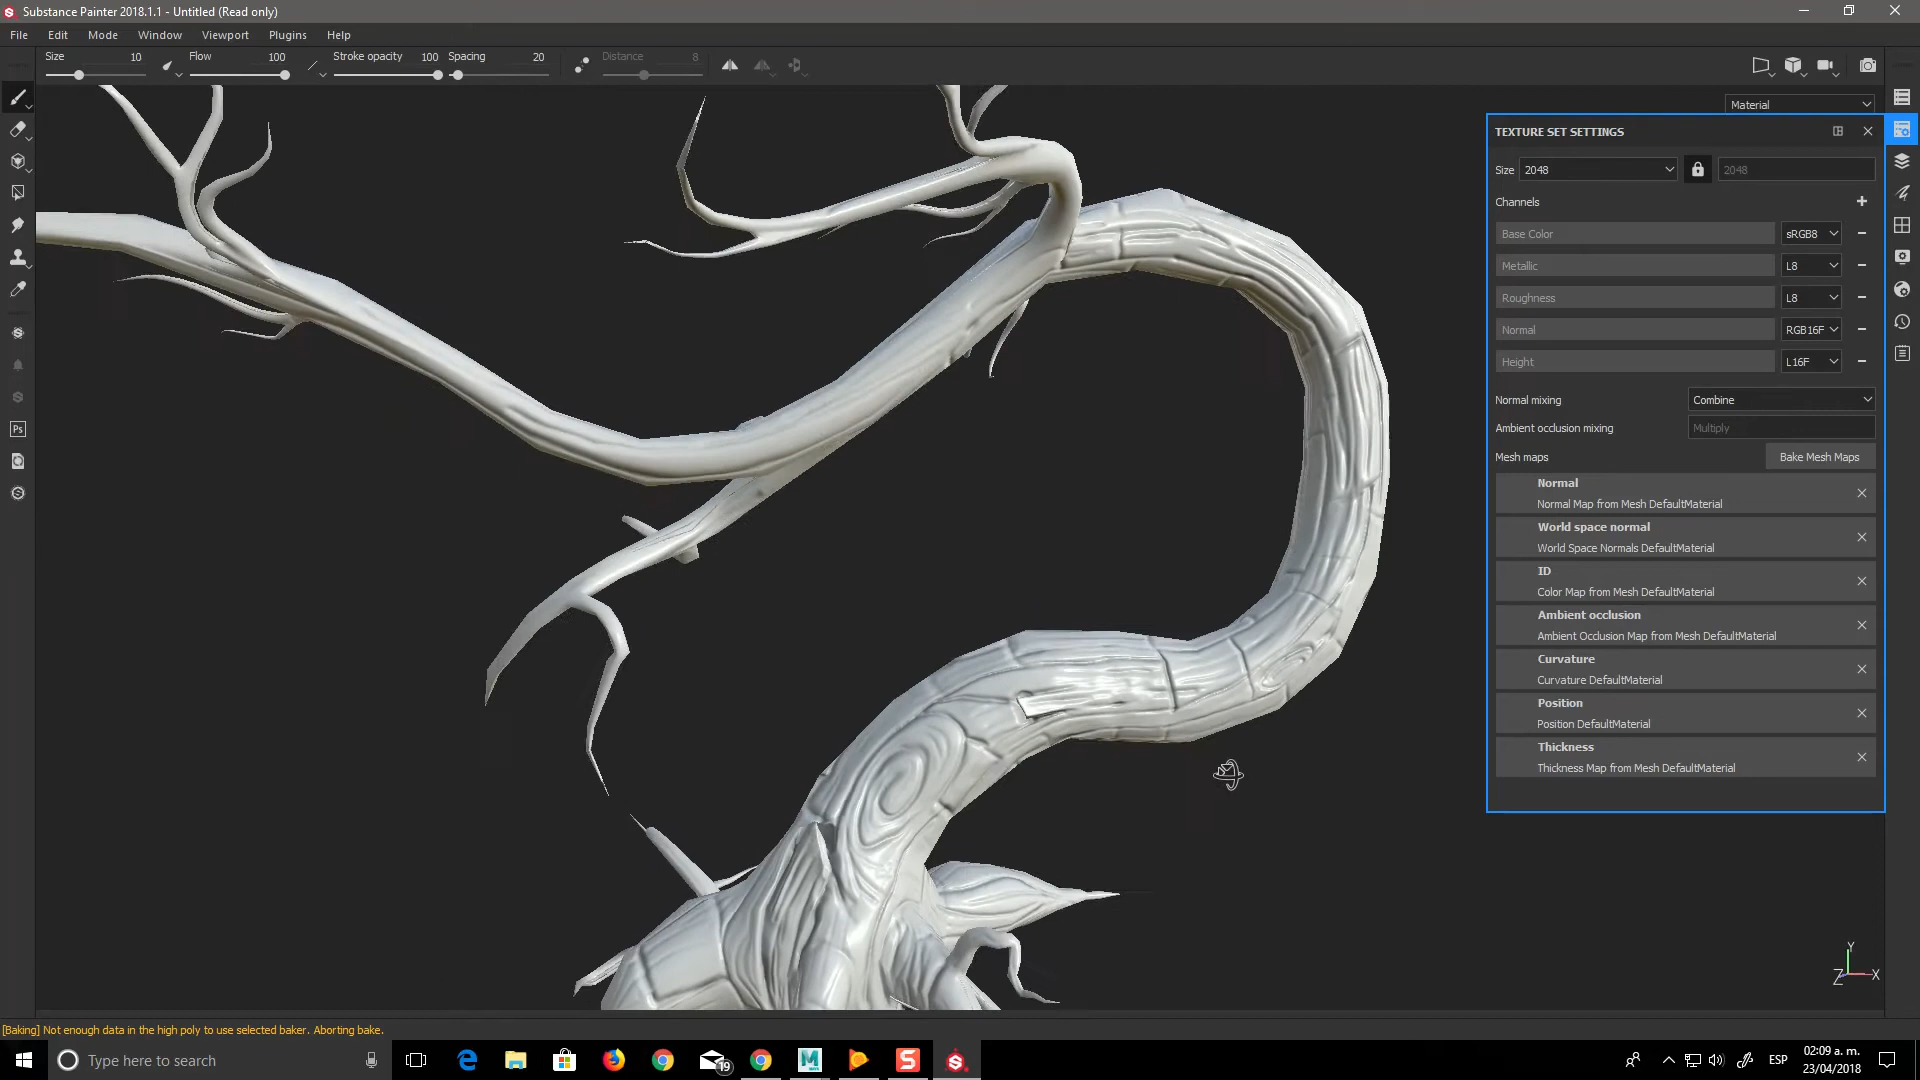 Substance Painter 2018.1.1 - Untitled (Read only)
File Edit Mode Window Viewport Plugins Help
Size 10 Flow 100 Stroke opacity 100 Spacing 20 Distance 8
Material
TEXTURE SET SETTINGS
Size 2048 2048
Channels
Base Color sRGB8
Metallic L8
Roughness L8
Normal RGB16F
Height L16F
Normal mixing Combine
Ambient occlusion mixing Multiply
Mesh maps Bake Mesh Maps
Normal
Normal Map from Mesh DefaultMaterial
World space normal
World Space Normals DefaultMaterial
ID
Color Map from Mesh DefaultMaterial
Ambient occlusion
Ambient Occlusion Map from Mesh DefaultMaterial
Curvature
Curvature DefaultMaterial
Position
Position DefaultMaterial
Thickness
Thickness Map from Mesh DefaultMaterial
Ps
Y
Z X
[Baking] Not enough data in the high poly to use selected baker. Aborting bake.
Type here to search
19
M
S
ESP
02:09 a. m.
23/04/2018